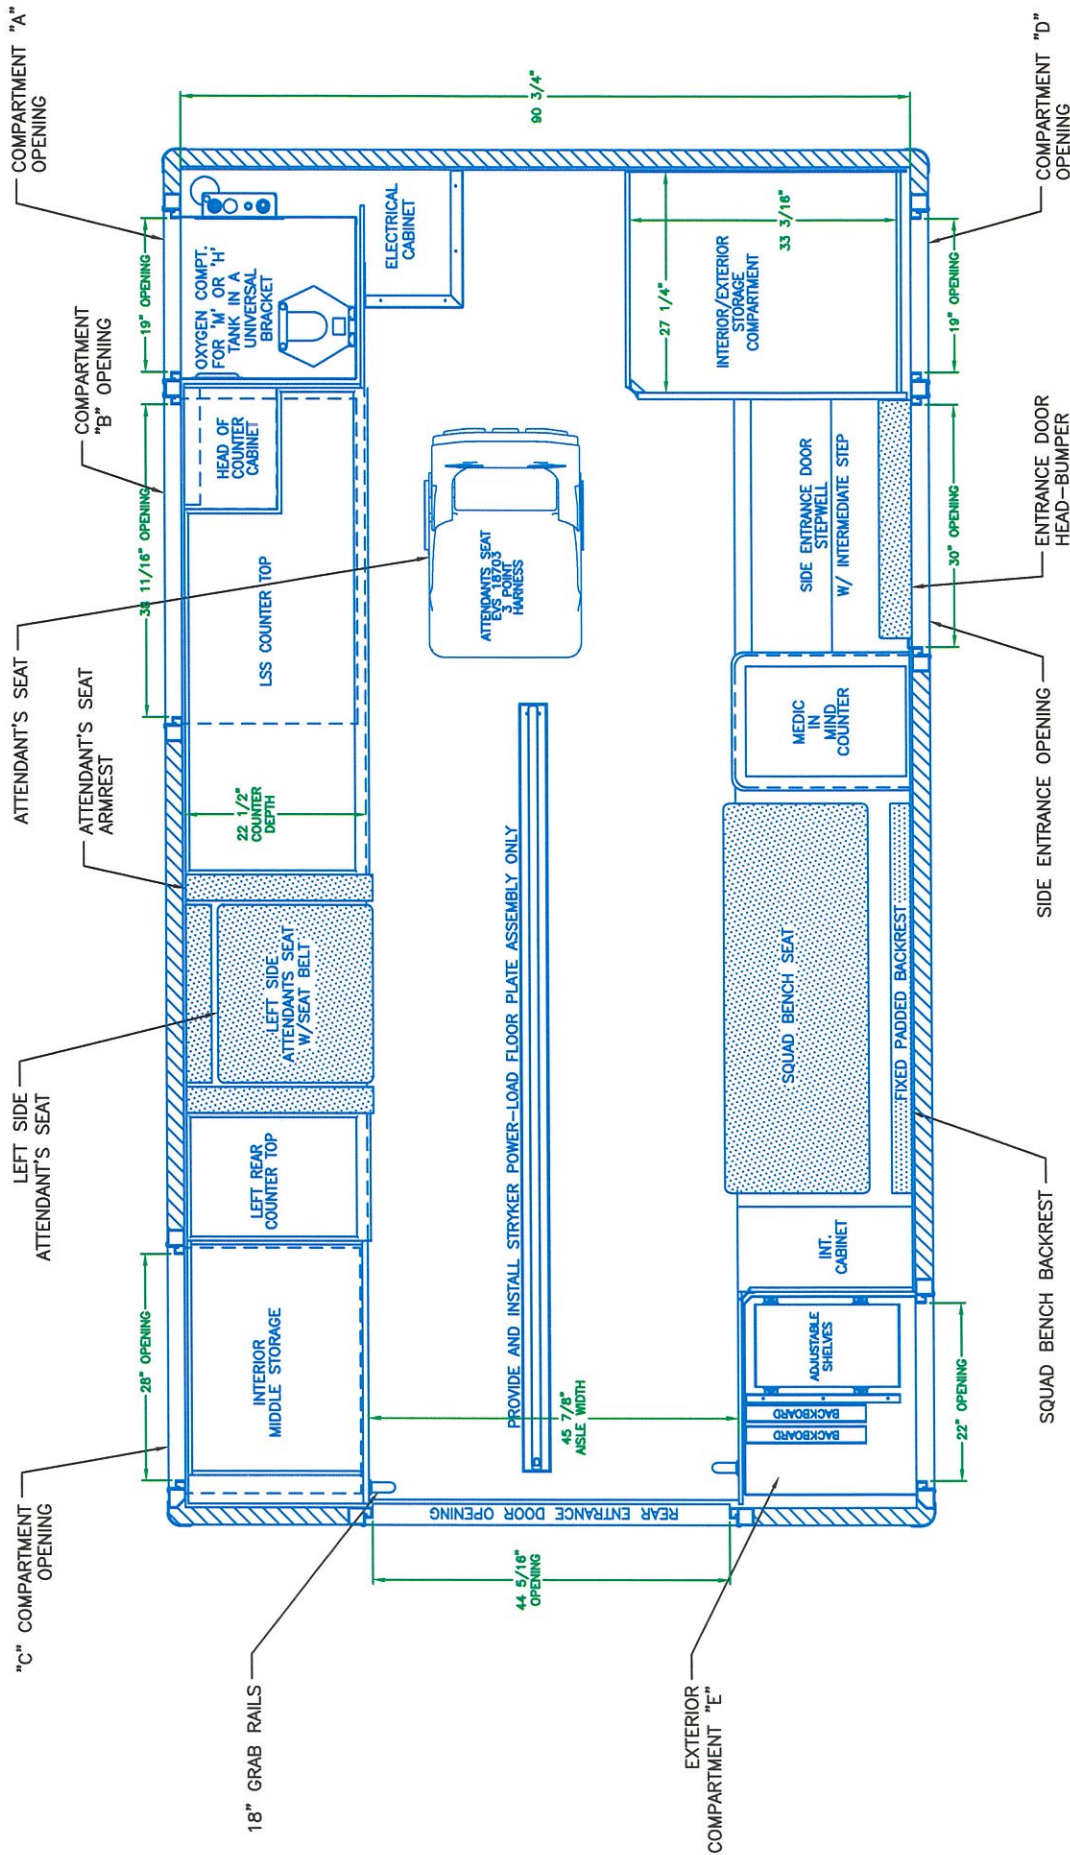 COMPARTMENT "A"
OPENING
COMPARTMENT
"B" OPENING
ATTENDANT'S SEAT
ATTENDANT'S SEAT
ARMREST
LEFT SIDE
ATTENDANT'S SEAT
"C" COMPARTMENT
OPENING
18" GRAB RAILS
EXTERIOR
COMPARTMENT "E"
SQUAD BENCH BACKREST
SIDE ENTRANCE OPENING
ENTRANCE DOOR
HEAD-BUMPER
COMPARTMENT "D"
OPENING
90 3/4"
19" OPENING
OXYGEN COMPT.
FOR 'M' OR 'H'
TANK IN A
UNIVERSAL
BRACKET
ELECTRICAL
CABINET
27 1/4"
33 3/16"
INTERIOR/EXTERIOR
STORAGE
COMPARTMENT
19" OPENING
11/16" OPENING
HEAD OF
COUNTER
CABINET
LSS COUNTER TOP
22 1/2"
COUNTER
DEPTH
ATTENDANTS SEAT
EVS 18703
3 POINT
HARNESS
SIDE ENTRANCE DOOR
STEPWELL
W/ INTERMEDIATE STEP
30" OPENING
MEDIC
IN
MIND
COUNTER
LEFT SIDE
ATTENDANTS SEAT
W/SEAT BELT
PROVIDE AND INSTALL STRYKER POWER-LOAD FLOOR PLATE ASSEMBLY ONLY
SQUAD BENCH SEAT
FIXED PADDED BACKREST
LEFT REAR
COUNTER TOP
INT.
CABINET
28" OPENING
INTERIOR
MIDDLE STORAGE
45 7/8"
AISLE WIDTH
ADJUSTABLE
SHELVES
BACKBOARD
BACKBOARD
22" OPENING
REAR ENTRANCE DOOR OPENING
44 5/16"
OPENING